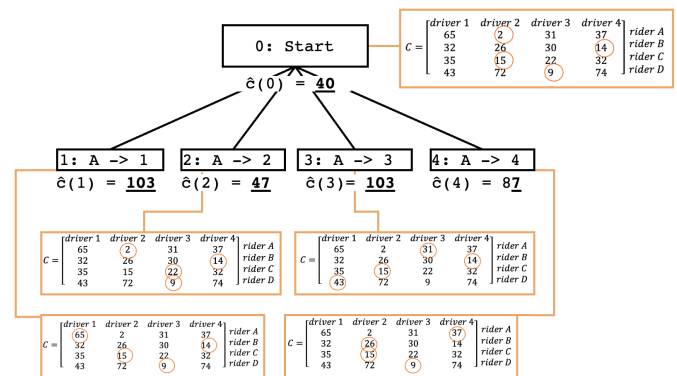 0: Start
driver 1 driver 2 driver 3 driver 4
C = 65 2 31 37 rider A
32 26 30 14 rider B
35 15 22 32 rider C
43 72 9 74 rider D
ĉ(0) = 40
1: A -> 1
2: A -> 2
3: A -> 3
4: A -> 4
ĉ(1) = 103
ĉ(2) = 47
ĉ(3)= 103
ĉ(4) = 87
driver 1 driver 2 driver 3 driver 4
C = 65 2 31 37 rider A
32 26 30 14 rider B
35 15 22 32 rider C
43 72 9 74 rider D
driver 1 driver 2 driver 3 driver 4
C = 65 2 31 37 rider A
32 26 30 14 rider B
35 15 22 32 rider C
43 72 9 74 rider D
driver 1 driver 2 driver 3 driver 4
C = 65 2 31 37 rider A
32 26 30 14 rider B
35 15 22 32 rider C
43 72 9 74 rider D
driver 1 driver 2 driver 3 driver 4
C = 65 2 31 37 rider A
32 26 30 14 rider B
35 15 22 32 rider C
43 72 9 74 rider D